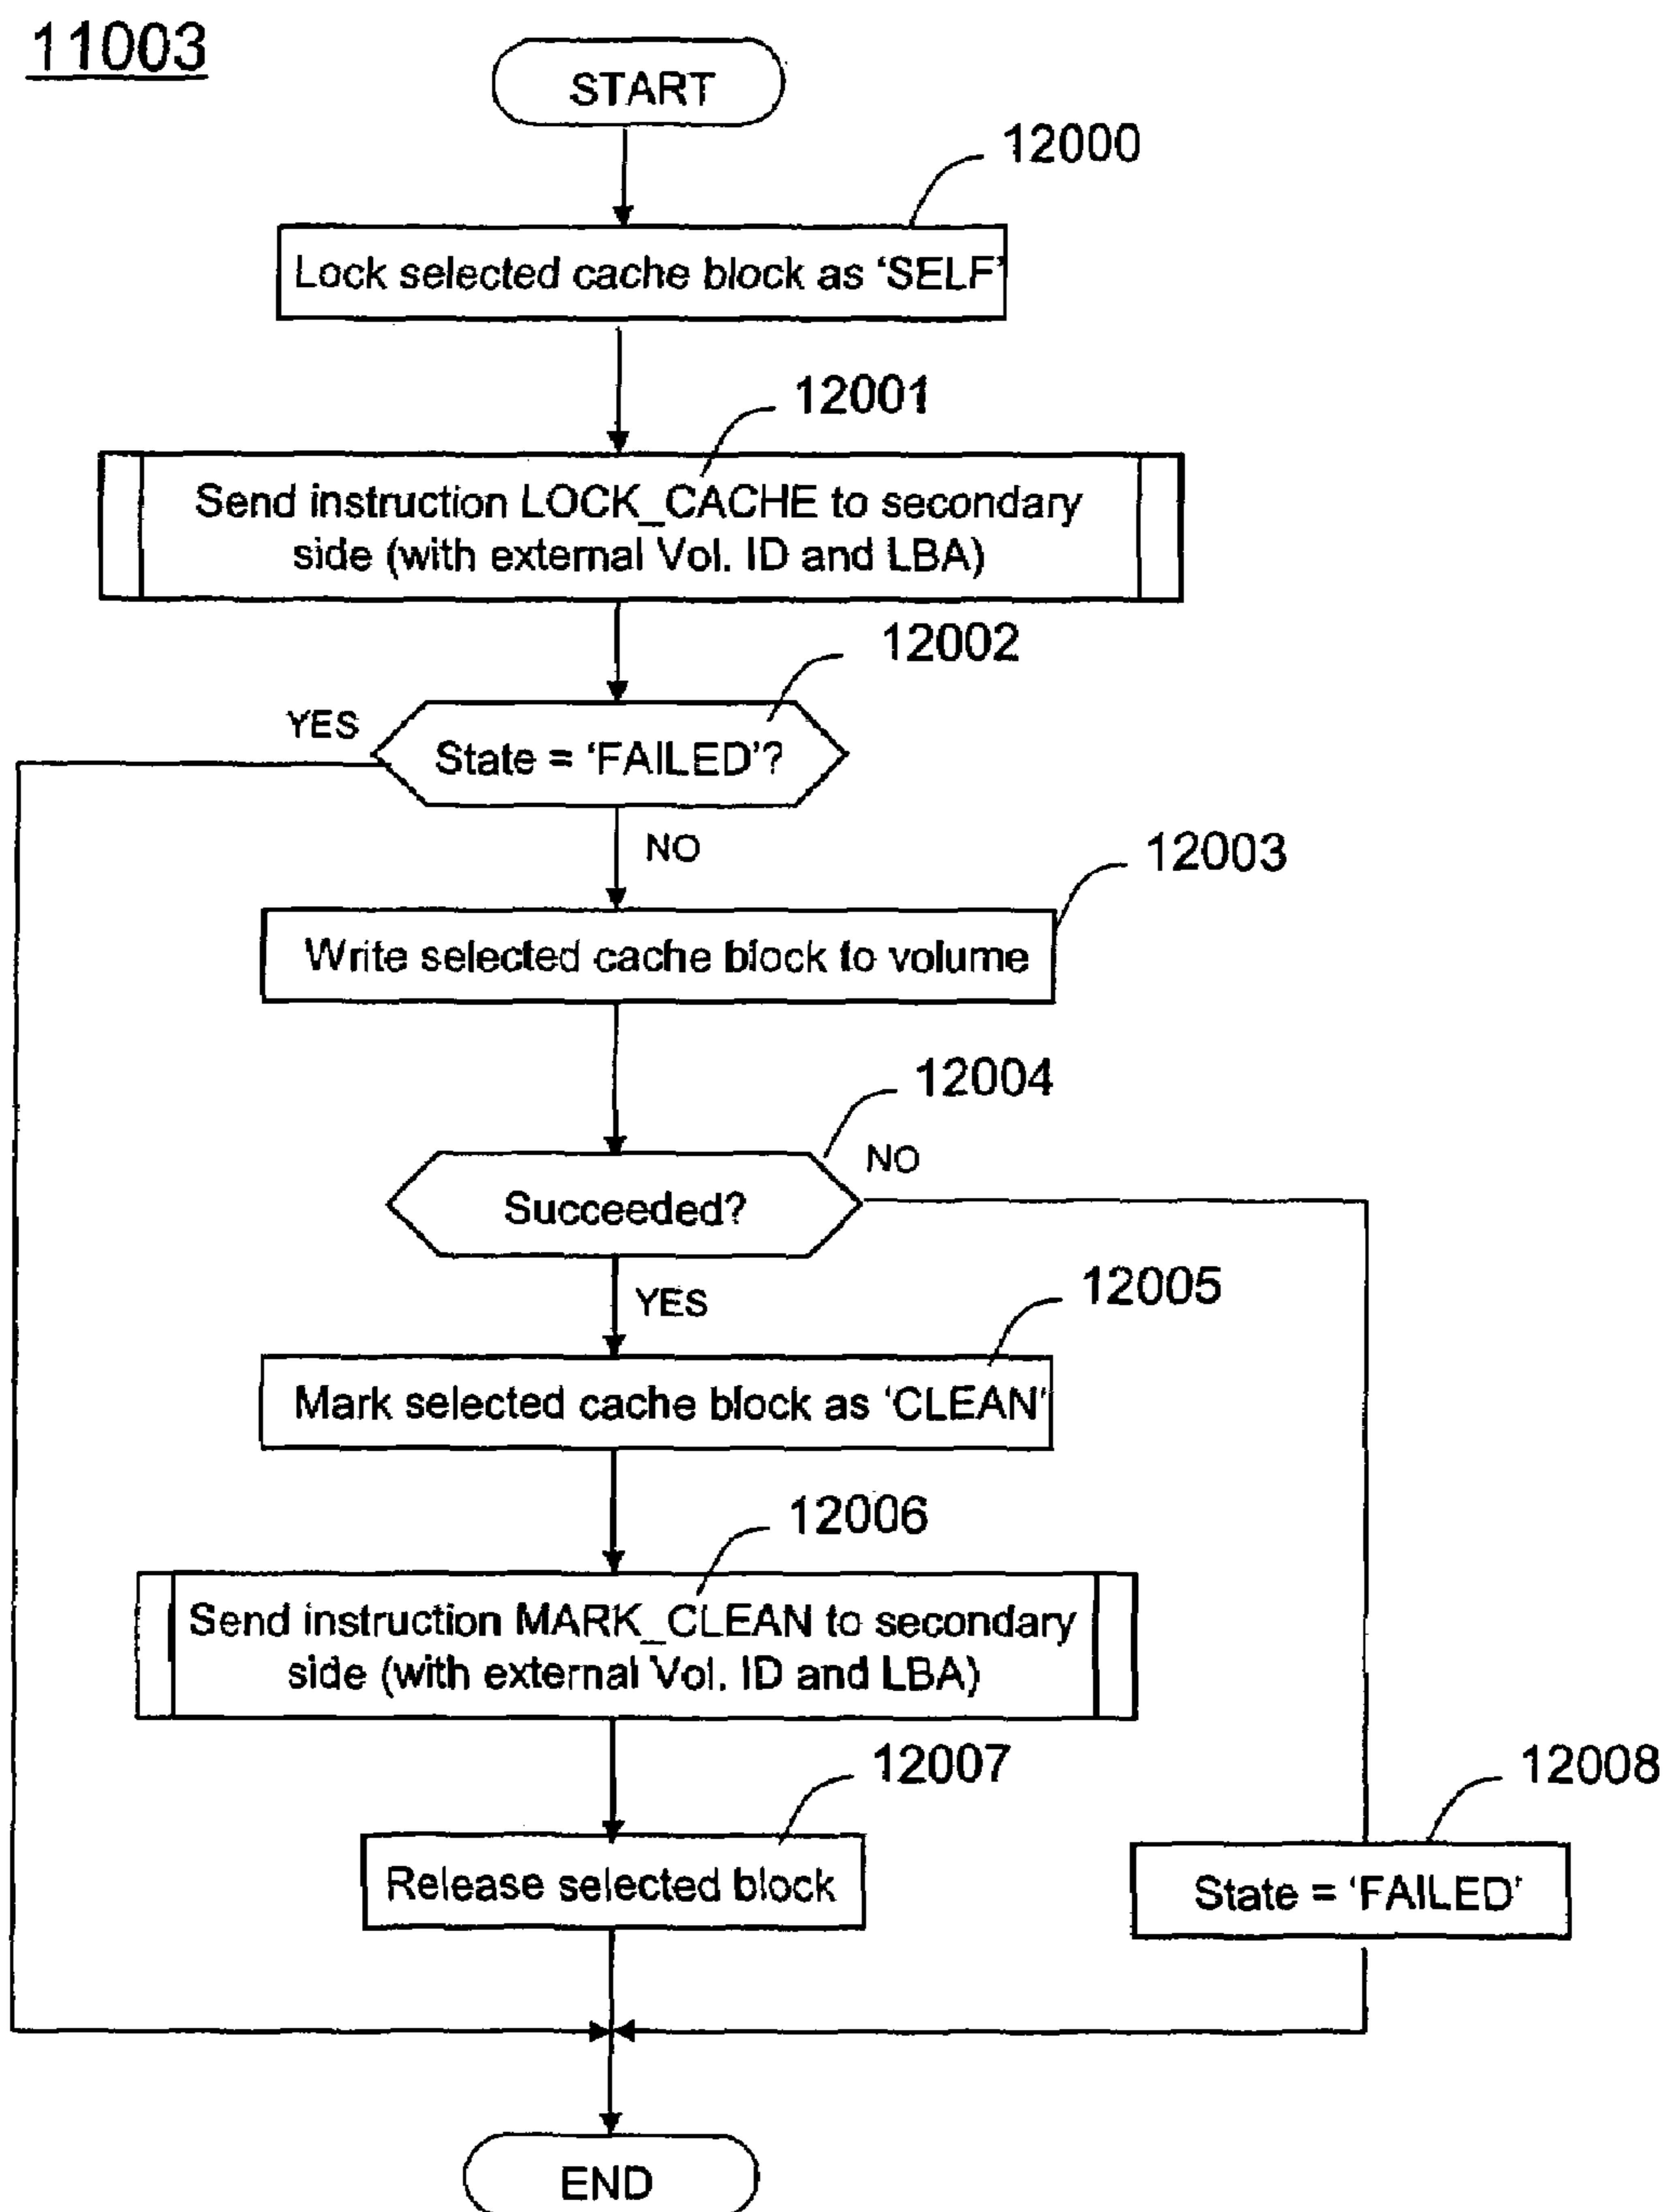 11003
START
12000
Lock selected cache block as ‘SELF’
12001
Send instruction LOCK_CACHE to secondary
side (with external Vol. ID and LBA)
12002
YES
State = ‘FAILED’?
NO
12003
Write selected cache block to volume
12004
NO
Succeeded?
YES
12005
Mark selected cache block as ‘CLEAN’
12006
Send instruction MARK_CLEAN to secondary
side (with external Vol. ID and LBA)
12007
12008
Release selected block
State = ‘FAILED’
END